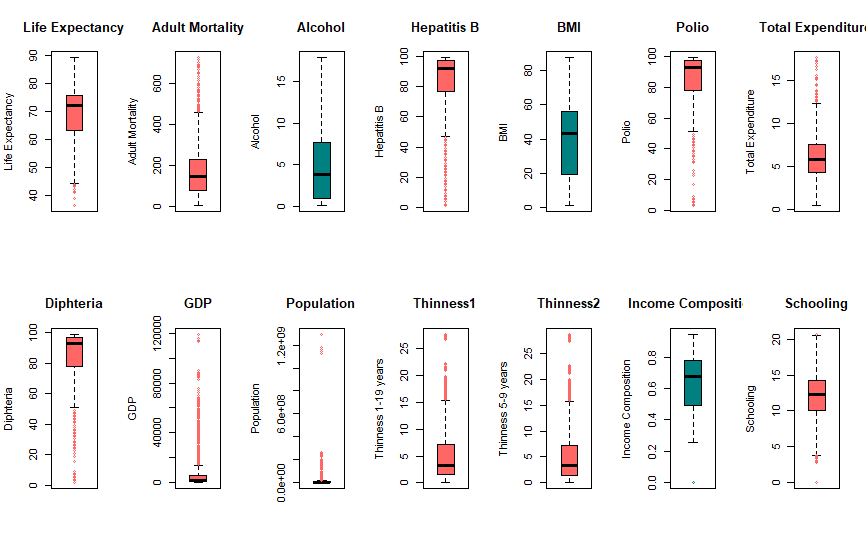 Life Expectancy
Adult Mortality
Alcohol
Hepatitis B
BMI
Polio
Total Expenditure
Life Expectancy
40 50 60 70 80 90
Adult Mortality
0 200 400 600
Alcohol
0 5 10 15
Hepatitis B
0 20 40 60 80 100
BMI
0 20 40 60 80
Polio
0 20 40 60 80 100
Total Expenditure
0 5 10 15
Diphteria
GDP
Population
Thinness1
Thinness2
Income Compositi
Schooling
Diphteria
0 20 40 60 80 100
GDP
0 40000 80000 120000
Population
0.0e+00 6.0e+08 1.2e+09
Thinness 1-19 years
0 5 10 15 20 25
Thinness 5-9 years
0 5 10 15 20 25
Income Composition
0.0 0.2 0.4 0.6 0.8
Schooling
0 5 10 15 20